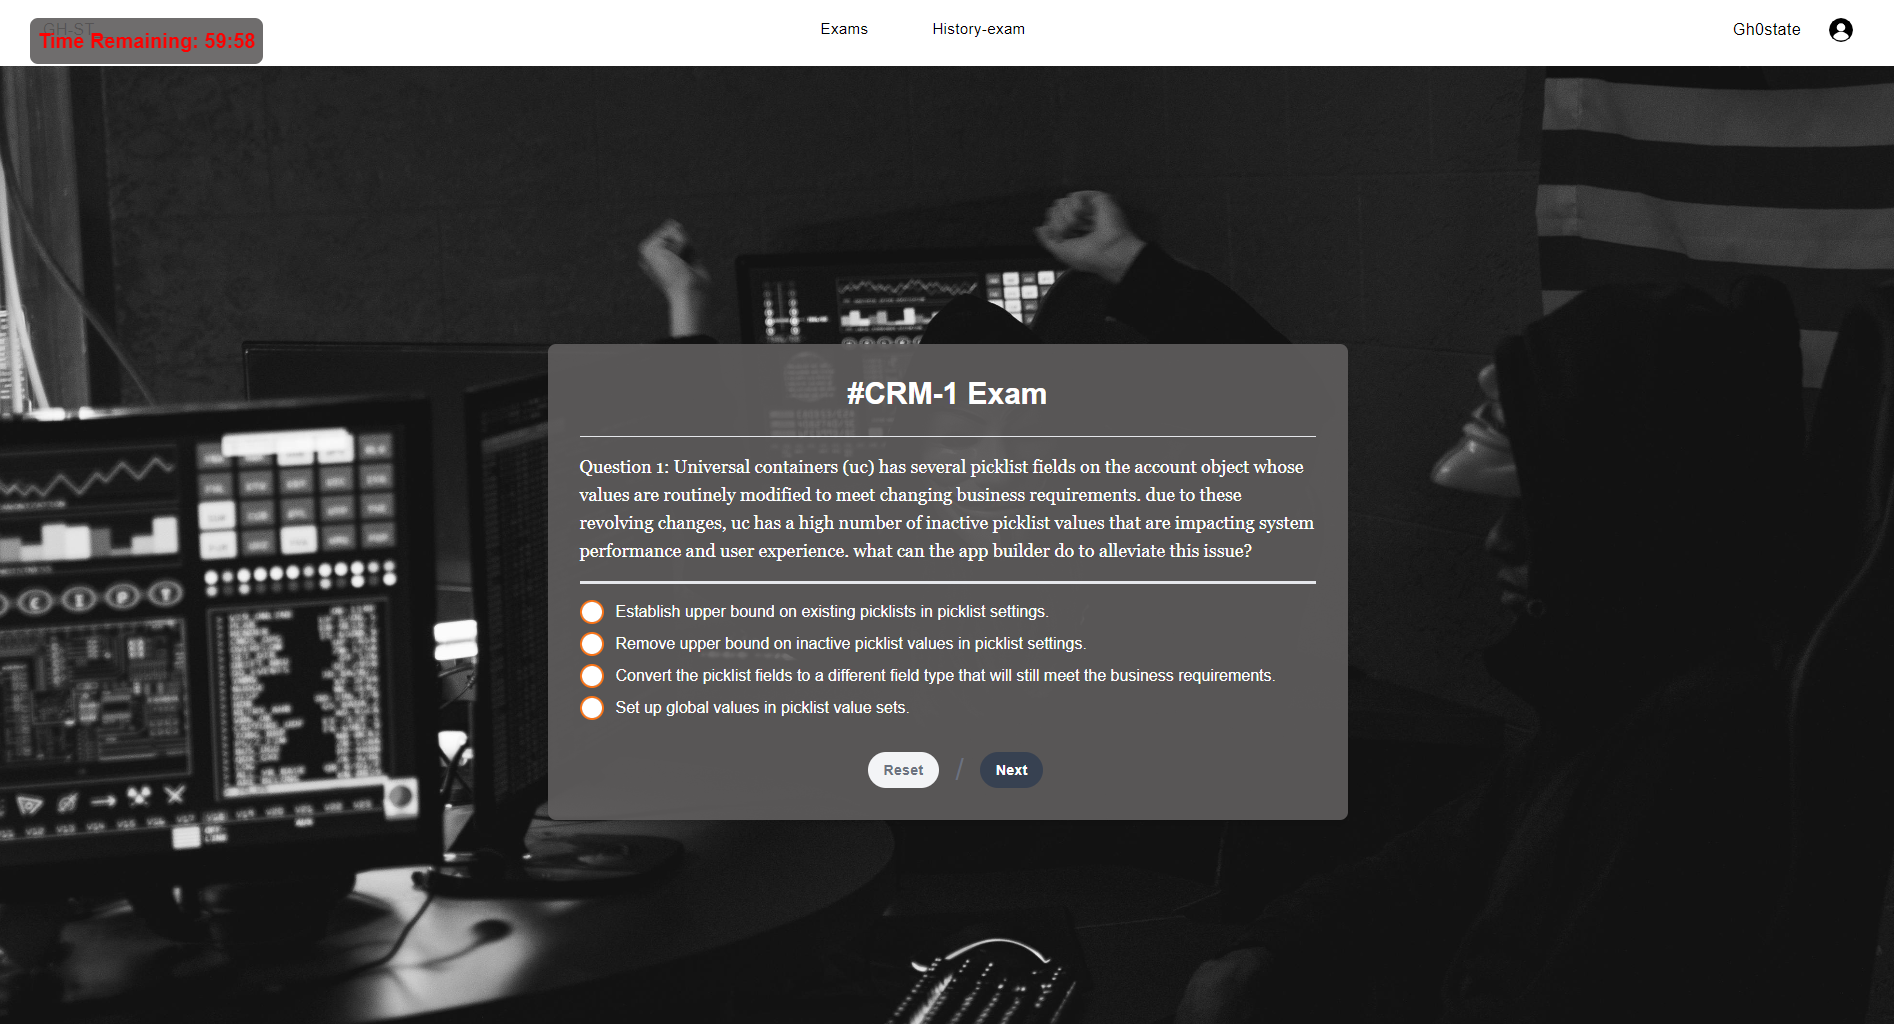 GH-ST
Time Remaining: 59:58
Exams
History-exam
Gh0state
#CRM-1 Exam
Question 1: Universal containers (uc) has several picklist fields on the account object whose
values are routinely modified to meet changing business requirements. due to these
revolving changes, uc has a high number of inactive picklist values that are impacting system
performance and user experience. what can the app builder do to alleviate this issue?
Establish upper bound on existing picklists in picklist settings.
Remove upper bound on inactive picklist values in picklist settings.
Convert the picklist fields to a different field type that will still meet the business requirements.
Set up global values in picklist value sets.
Reset / Next